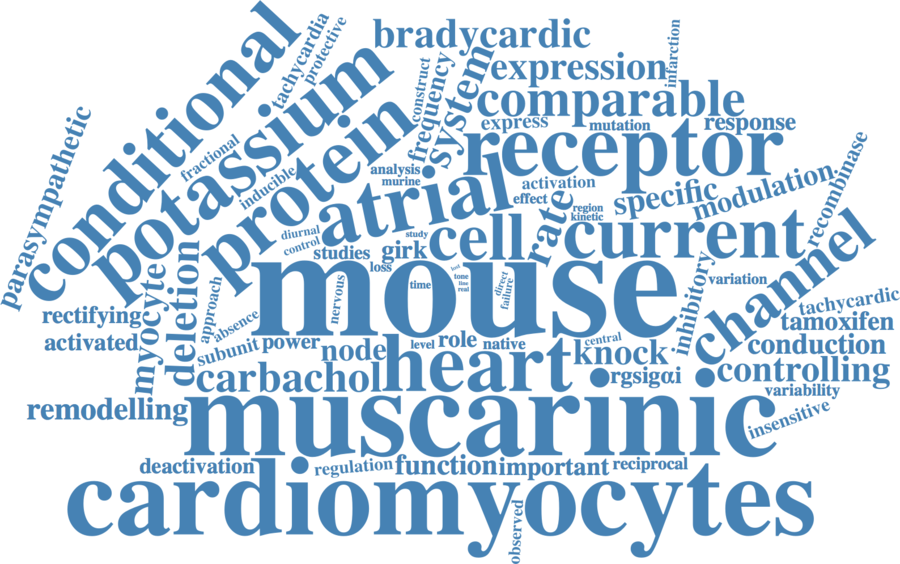 bradycardic
conditional
tachycardia
protective
infarction
expression
potassium
construct
frequency
system
comparable
express
mutation
response
parasympathetic
fractional
protein
receptor
recombinase
inducible
analysis
murine
activation
specific
modulation
atrial
effect
region
kinetic
rate
current
diurnal
control
study
studies
girk
cell
channel
deletion
myocyte
approach
loss
mouse
nervous
time
tone
line
real
direct
failure
inhibitory
variation
rectifying
absence
tachycardic
tamoxifen
activated
subunit
power
node
level
role
native
central
knock
conduction
carbachol
heart
rgsigαi
controlling
variability
remodelling
muscarinic
insensitive
deactivation
regulation
function
important
reciprocal
cardiomyocytes
observed